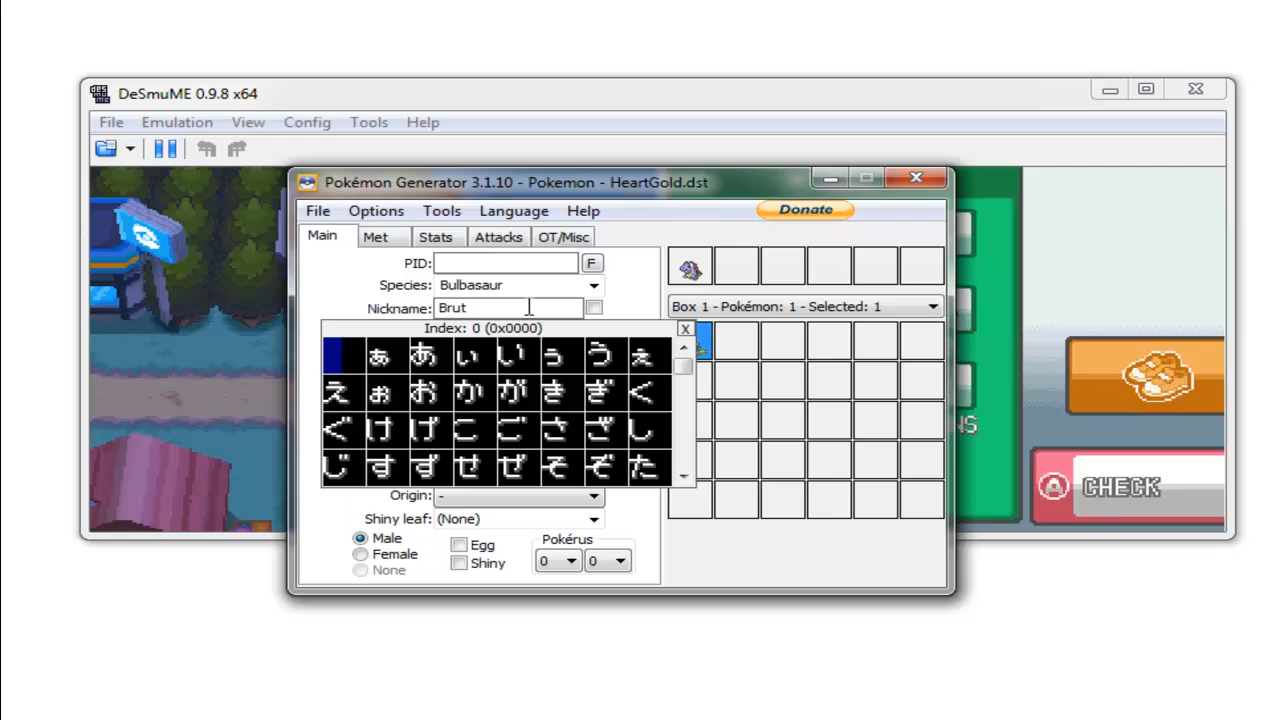 DeSmuME 0.9.8 x64
File Emulation View Config Tools Help
Pokémon Generator 3.1.10 - Pokemon - HeartGold.dst
File Options Tools Language Help
Donate
Main Met Stats Attacks OT/Misc
PID: F
Species: Bulbasaur
Nickname: Brut
Box 1 - Pokémon: 1 - Selected: 1
Index: 0 (0x0000) X
ぁ あ ぃ い ぅ う ぇ
え ぉ お か が き ぎ く
ぐ け げ こ ご さ ざ し
じ す ず せ ぜ そ ぞ た
Origin: -
Shiny leaf: (None)
Male
Female
None
Egg
Shiny
Pokérus
0 0
NS
A CHECK